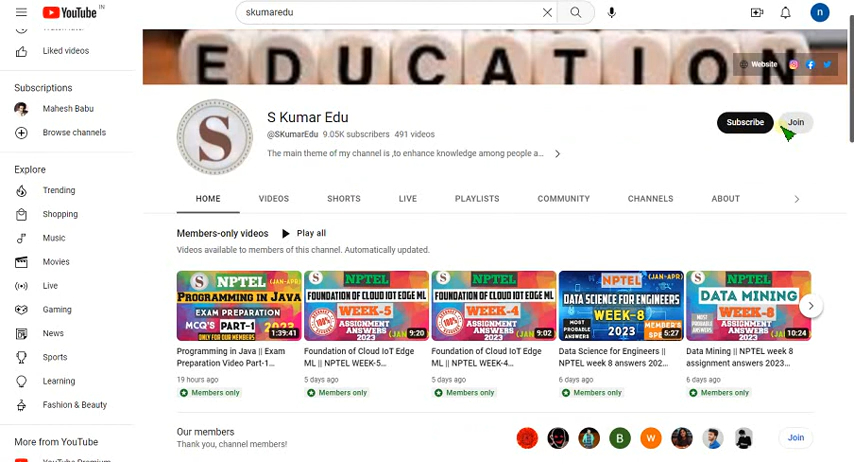 YouTube IN
skumaredu
n
Liked videos
Subscriptions
Mahesh Babu
Browse channels
Explore
Trending
Shopping
Music
Movies
Live
Gaming
News
Sports
Learning
Fashion & Beauty
More from YouTube
EDUCATION
Website
S
S Kumar Edu
@SKumarEdu 9.05K subscribers 491 videos
The main theme of my channel is ,to enhance knowledge among people a...
Subscribe
Join
HOME VIDEOS SHORTS LIVE PLAYLISTS COMMUNITY CHANNELS ABOUT
Members-only videos Play all
Videos available to members of this channel. Automatically updated.
NPTEL (JAN-APR)
PROGRAMMING IN JAVA
EXAM PREPARATION
MCQ'S PART-1 2023
ONLY FOR OUR MEMBERS
1:39:41
Programming in Java || Exam
Preparation Video Part-1...
19 hours ago
Members only
NPTEL
FOUNDATION OF CLOUD IOT EDGE ML
WEEK-5
ASSIGNMENT
ANSWERS
2023
9:20
Foundation of Cloud IoT Edge
ML || NPTEL WEEK-5...
5 days ago
Members only
NPTEL
FOUNDATION OF CLOUD IOT EDGE ML
WEEK-4
ASSIGNMENT
ANSWERS
2023
9:02
Foundation of Cloud IoT Edge
ML || NPTEL WEEK-4...
5 days ago
Members only
NPTEL (JAN-APR)
DATA SCIENCE FOR ENGINEERS
WEEK-8
MOST
PROBABLE
ANSWERS
2023
5:27
Data Science for Engineers ||
NPTEL week 8 answers 202...
6 days ago
Members only
NPTEL (JAN-APR)
DATA MINING
WEEK-8
ASSIGNMENT
ANSWERS 2023
10:24
Data Mining || NPTEL week 8
assignment answers 2023...
6 days ago
Members only
Our members
Thank you, channel members!
B
W
Join